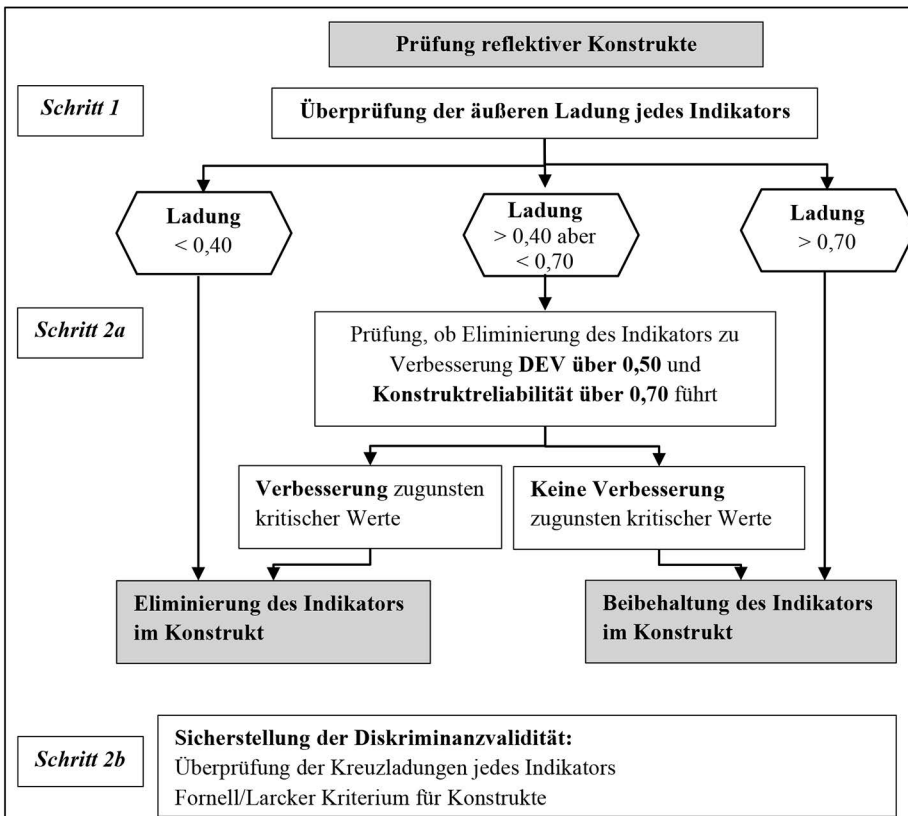 Prüfung reflektiver Konstrukte
Schritt 1
Überprüfung der äußeren Ladung jedes Indikators
Ladung
< 0,40
Ladung
> 0,40 aber
< 0,70
Ladung
> 0,70
Schritt 2a
Prüfung, ob Eliminierung des Indikators zu
Verbesserung DEV über 0,50 und
Konstruktreliabilität über 0,70 führt
Verbesserung zugunsten
kritischer Werte
Keine Verbesserung
zugunsten kritischer Werte
Eliminierung des Indikators
im Konstrukt
Beibehaltung des Indikators
im Konstrukt
Schritt 2b
Sicherstellung der Diskriminanzvalidität:
Überprüfung der Kreuzladungen jedes Indikators
Fornell/Larcker Kriterium für Konstrukte